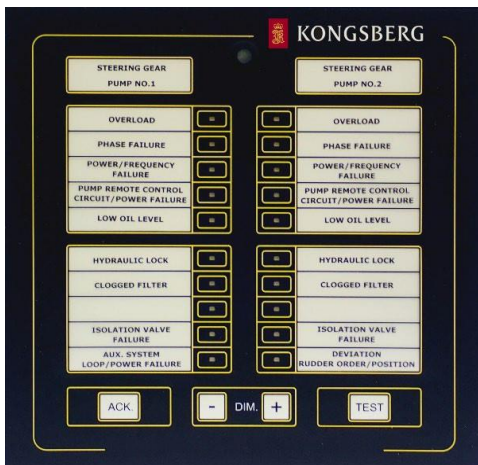 KONGSBERG
STEERING GEAR
PUMP NO.1
OVERLOAD
PHASE FAILURE
POWER/FREQUENCY
FAILURE
PUMP REMOTE CONTROL
CIRCUIT/POWER FAILURE
LOW OIL LEVEL
HYDRAULIC LOCK
CLOGGED FILTER
ISOLATION VALVE
FAILURE
AUX. SYSTEM
LOOP/POWER FAILURE
STEERING GEAR
PUMP NO.2
OVERLOAD
PHASE FAILURE
POWER/FREQUENCY
FAILURE
PUMP REMOTE CONTROL
CIRCUIT/POWER FAILURE
LOW OIL LEVEL
HYDRAULIC LOCK
CLOGGED FILTER
ISOLATION VALVE
FAILURE
DEVIATION
RUDDER ORDER/POSITION
ACK.
- DIM. +
TEST